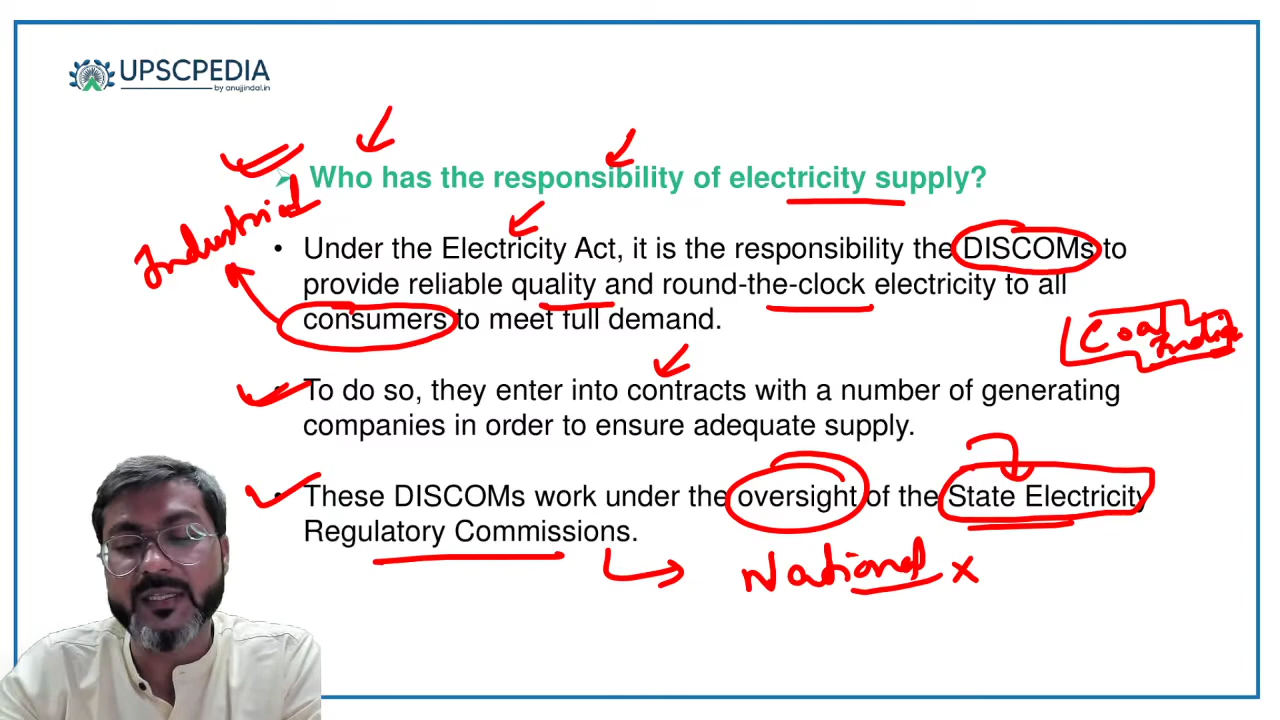 UPSCPEDIA
by anujjindal.in
Who has the responsibility of electricity supply?
Industrial
• Under the Electricity Act, it is the responsibility the DISCOMs to
provide reliable quality and round-the-clock electricity to all
consumers to meet full demand.
Coal
India
• To do so, they enter into contracts with a number of generating
companies in order to ensure adequate supply.
• These DISCOMs work under the oversight of the State Electricity
Regulatory Commissions.
National x